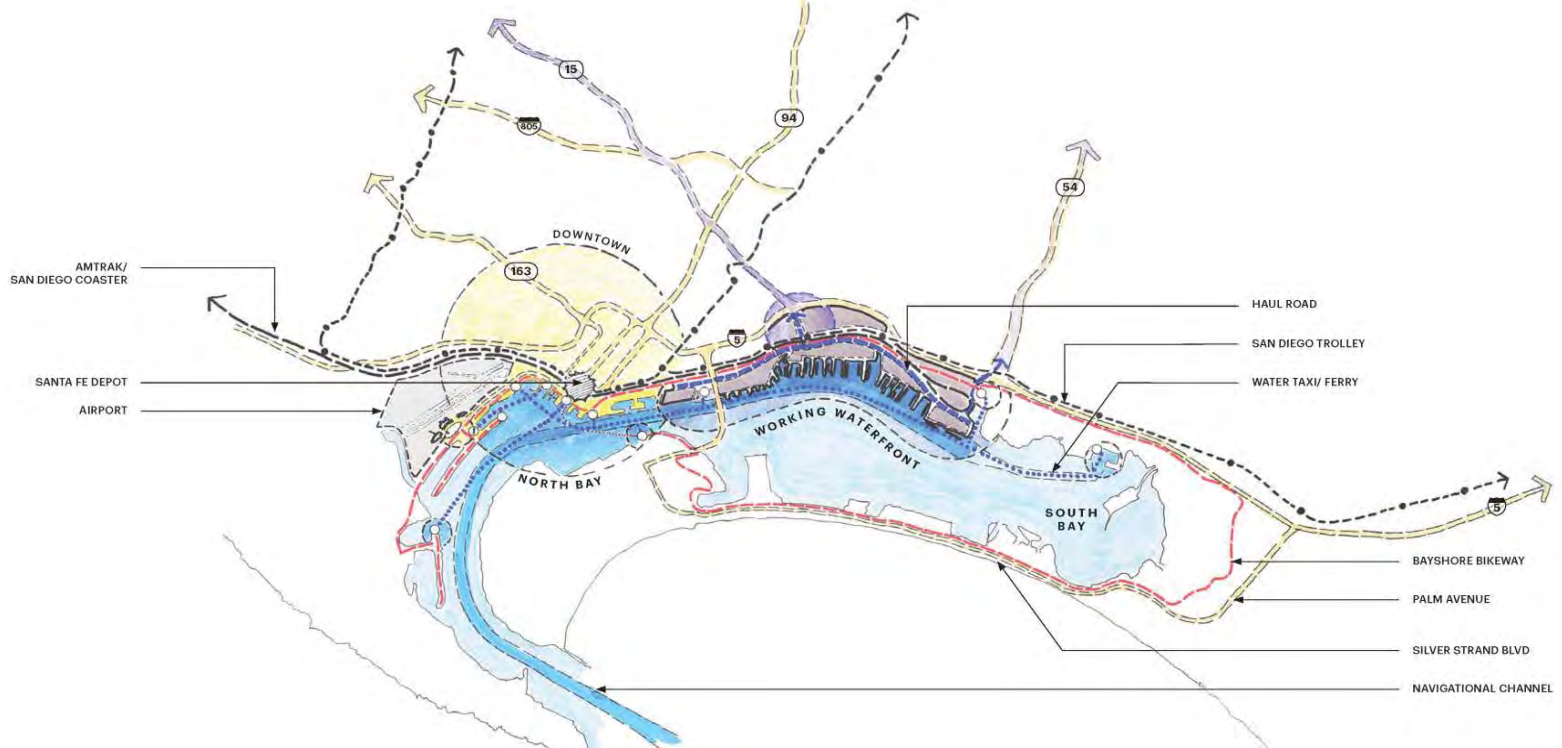 15
805
94
54
DOWNTOWN
163
AMTRAK/
SAN DIEGO COASTER
SANTA FE DEPOT
AIRPORT
5
HAUL ROAD
SAN DIEGO TROLLEY
WATER TAXI/ FERRY
WORKING WATERFRONT
NORTH BAY
SOUTH
BAY
5
BAYSHORE BIKEWAY
PALM AVENUE
SILVER STRAND BLVD
NAVIGATIONAL CHANNEL